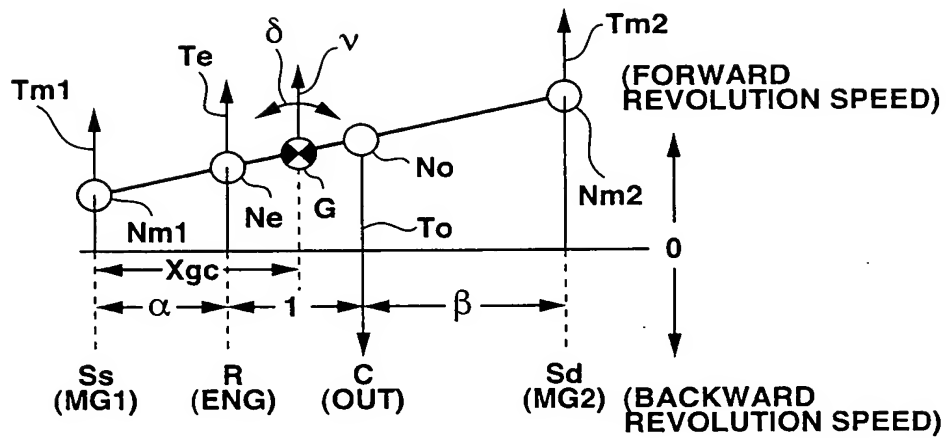 δ ν Tm2
Te
Tm1
(FORWARD
REVOLUTION SPEED)
No
Nm1 Ne G Nm2
To
0
Xgc
α 1 β
Ss R C Sd
(MG1) (ENG) (OUT) (MG2)
(BACKWARD
REVOLUTION SPEED)